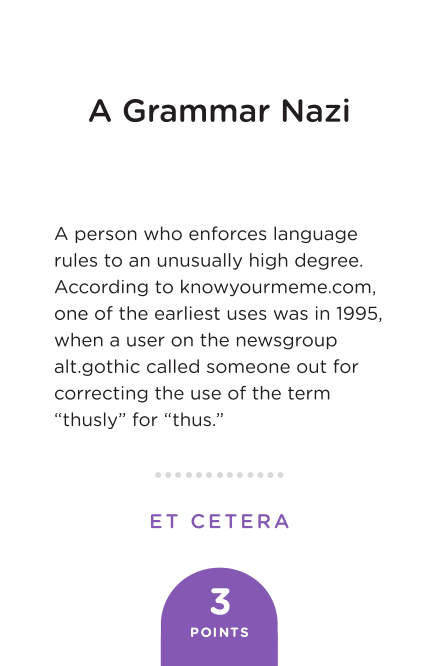 A Grammar Nazi
A person who enforces language
rules to an unusually high degree.
According to knowyourmeme.com,
one of the earliest uses was in 1995,
when a user on the newsgroup
alt.gothic called someone out for
correcting the use of the term
“thusly” for “thus.”
ET CETERA
3
POINTS